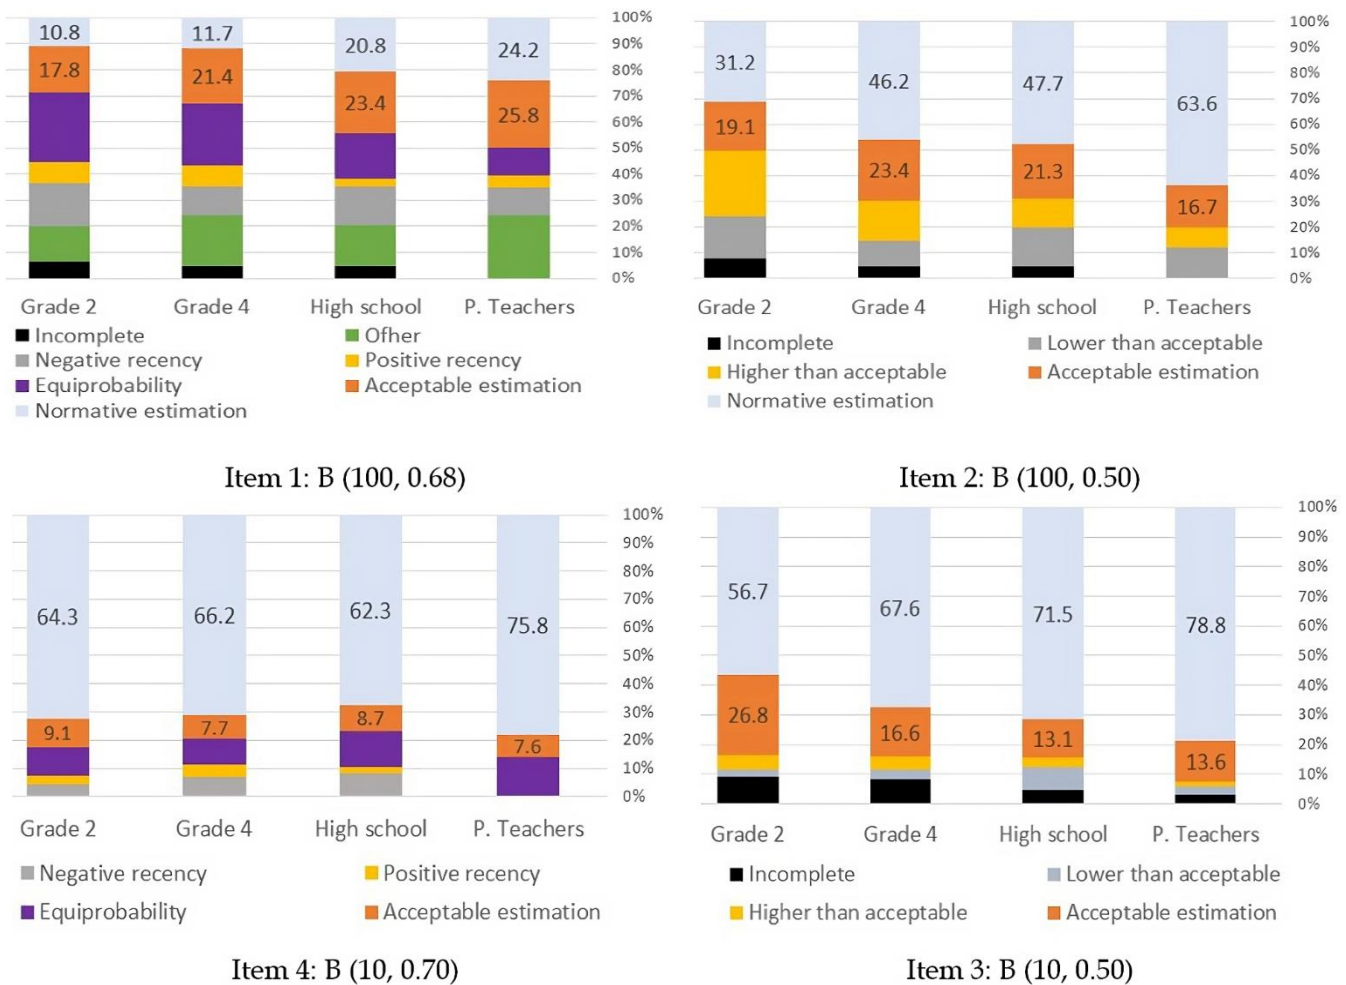 10.8 11.7 20.8 24.2
17.8 21.4 23.4 25.8
100%
90%
80%
70%
60%
50%
40%
30%
20%
10%
0%
Grade 2 Grade 4 High school P. Teachers
Incomplete Ofher
Negative recency Positive recency
Equiprobability Acceptable estimation
Normative estimation
Item 1: B (100, 0.68)
31.2 46.2 47.7 63.6
19.1 23.4 21.3 16.7
100%
90%
80%
70%
60%
50%
40%
30%
20%
10%
0%
Grade 2 Grade 4 High school P. Teachers
Incomplete Lower than acceptable
Higher than acceptable Acceptable estimation
Normative estimation
Item 2: B (100, 0.50)
64.3 66.2 62.3 75.8
9.1 7.7 8.7 7.6
100%
90%
80%
70%
60%
50%
40%
30%
20%
10%
0%
Grade 2 Grade 4 High school P. Teachers
Negative recency Positive recency
Equiprobability Acceptable estimation
Item 4: B (10, 0.70)
56.7 67.6 71.5 78.8
26.8 16.6 13.1 13.6
100%
90%
80%
70%
60%
50%
40%
30%
20%
10%
0%
Grade 2 Grade 4 High school P. Teachers
Incomplete Lower than acceptable
Higher than acceptable Acceptable estimation
Item 3: B (10, 0.50)